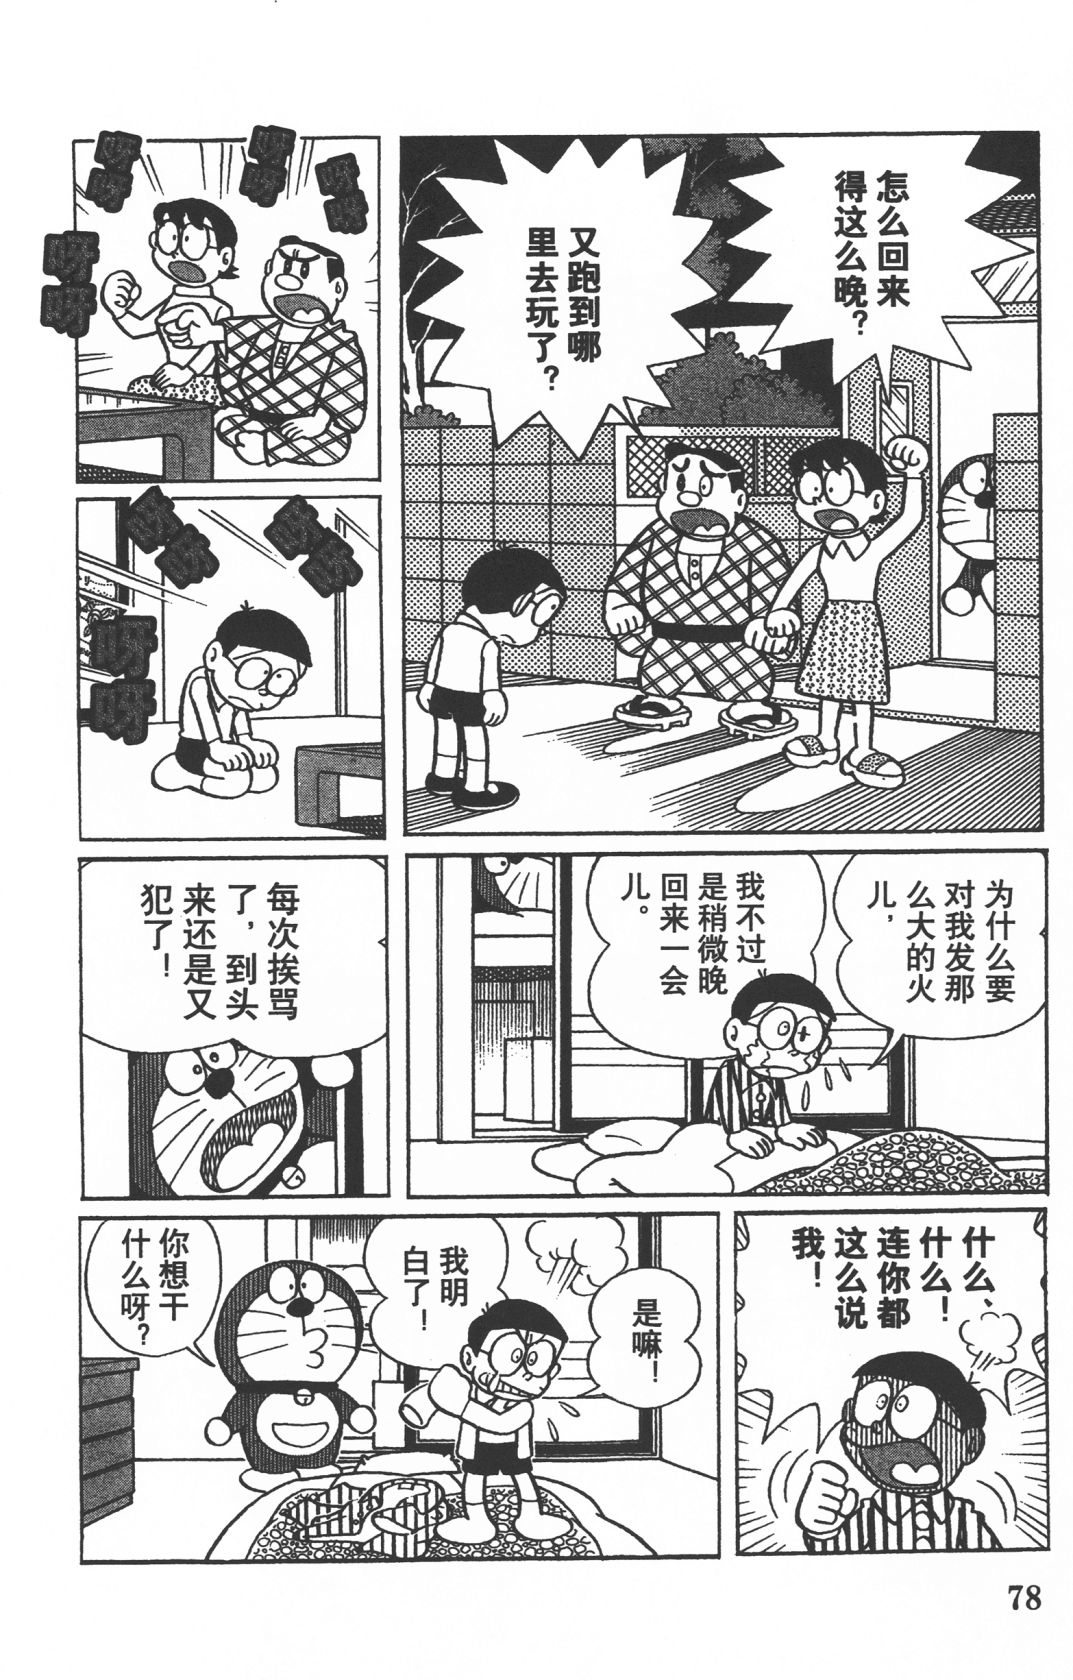 怎么回来
得这么晚？
又跑到哪
里去玩了？
呀呀
呀呀
呀呀
呀呀
呀呀
呀呀
呀呀
为什么要
对我发那
么大的火
儿，
我不过
是稍微晚
回来一会
儿。
每次挨骂
了，到头
来还是又
犯了！
什么、
什么！
连你都
这么说
我！
是嘛！
我明
白了！
你想干
什么呀？
78